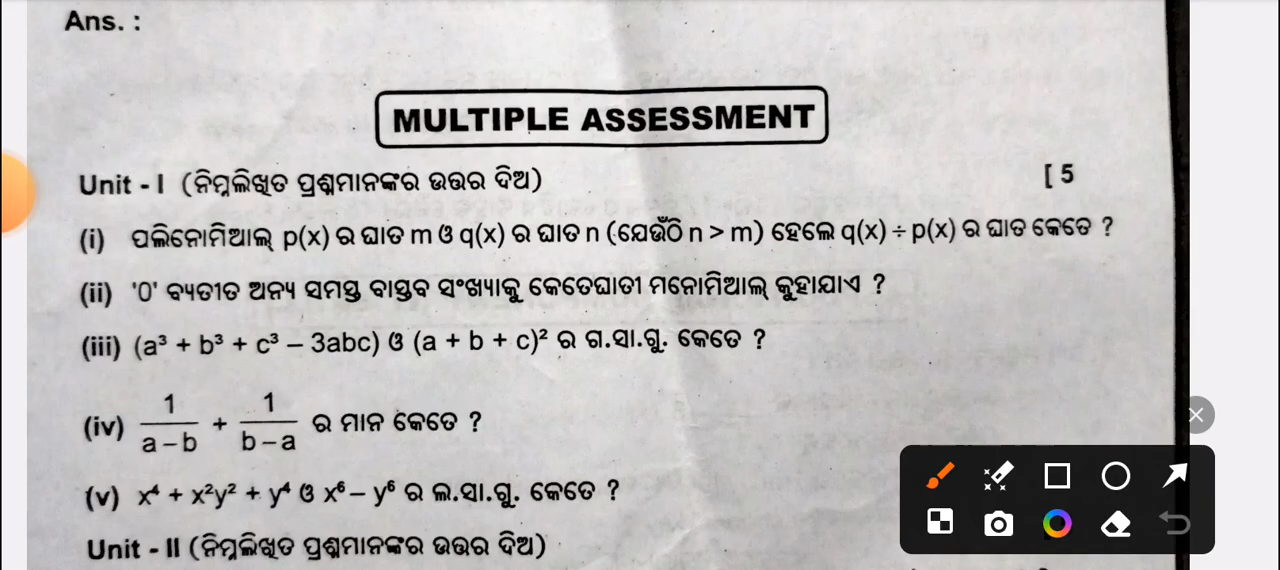 Ans. :
MULTIPLE ASSESSMENT
Unit - I (ନିମ୍ନଲିଖିତ ପ୍ରଶ୍ନମାନଙ୍କର ଉତ୍ତର ଦିଅ) [ 5
(i) ପଲିନୋମିଆଲ୍ p(x) ର ଘାତ m ଓ q(x) ର ଘାତ n (ଯେଉଁଠି n > m) ହେଲେ q(x) ÷ p(x) ର ଘାତ କେତେ ?
(ii) '0' ବ୍ୟତୀତ ଅନ୍ୟ ସମସ୍ତ ବାସ୍ତବ ସଂଖ୍ୟାକୁ କେତେଘାତୀ ମନୋମିଆଲ୍ କୁହାଯାଏ ?
(iii) (a³ + b³ + c³ – 3abc) ଓ (a + b + c)² ର ଗ.ସା.ଗୁ. କେତେ ?
(iv) 1/(a – b) + 1/(b – a) ର ମାନ କେତେ ?
(v) x⁴ + x²y² + y⁴ ଓ x⁶ – y⁶ ର ଲ.ସା.ଗୁ. କେତେ ?
Unit - II (ନିମ୍ନଲିଖିତ ପ୍ରଶ୍ନମାନଙ୍କର ଉତ୍ତର ଦିଅ)